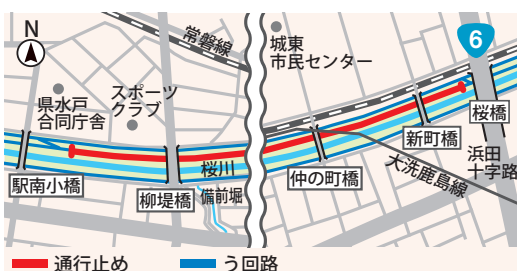 N
常磐線
城東
市民センター
6
県水戸
合同庁舎
スポーツ
クラブ
桜橋
新町橋
浜田
十字路
駅南小橋
柳堤橋
桜川
備前堀
仲の町橋
大洗鹿島線
通行止め
う回路